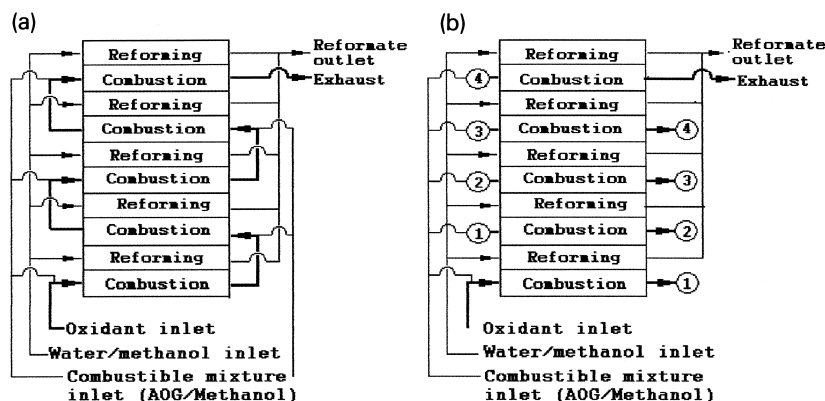 (a)
Reforming
Combustion
Reforming
Combustion
Reforming
Combustion
Reforming
Combustion
Reforming
Combustion
Reformate
outlet
Exhaust
Oxidant inlet
Water/methanol inlet
Combustible mixture
inlet (AOG/Methanol)
(b)
Reforming
4 Combustion
Reforming
3 Combustion 4
Reforming
2 Combustion 3
Reforming
1 Combustion 2
Reforming
Combustion 1
Reformate
outlet
Exhaust
Oxidant inlet
Water/methanol inlet
Combustible mixture
inlet (AOG/Methanol)